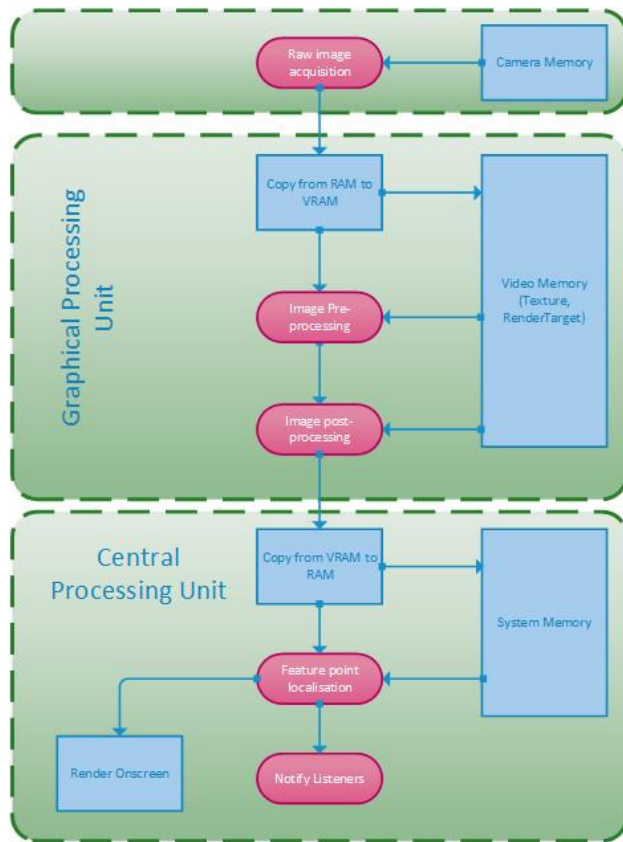 Raw image
acquisition
Camera Memory
Graphical Processing
Unit
Copy from RAM to
VRAM
Video Memory
(Texture,
RenderTarget)
Image Pre-
processing
Image post-
processing
Central
Processing Unit
Copy from VRAM to
RAM
System Memory
Feature point
localisation
Render Onscreen
Notify Listeners